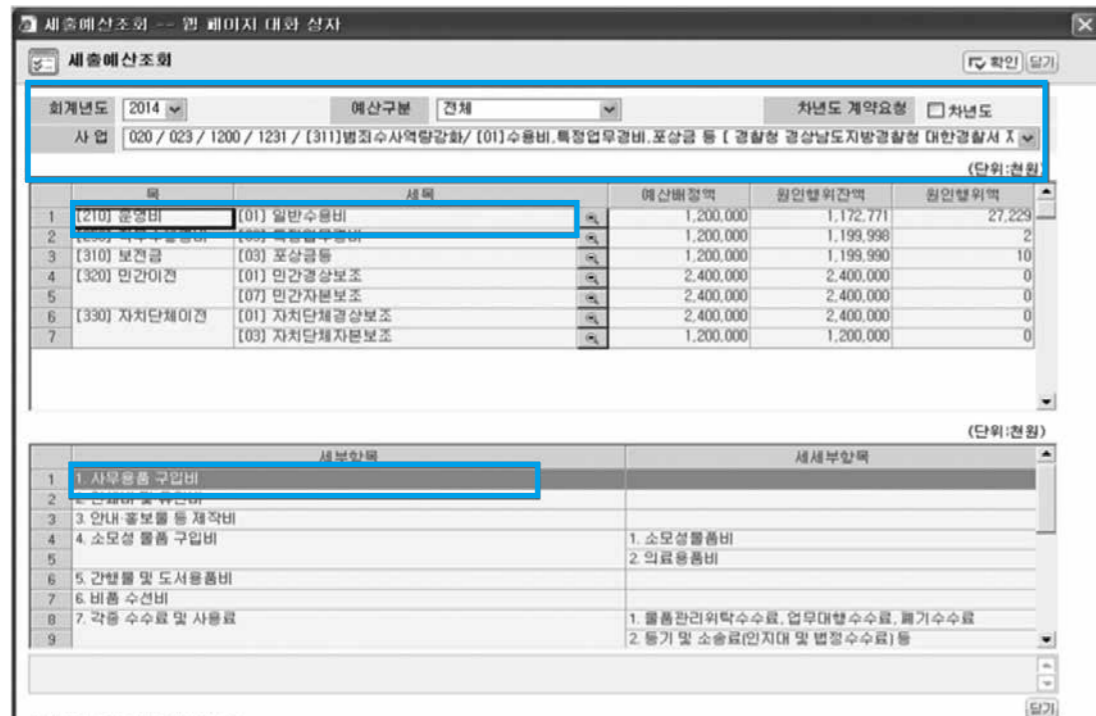 세출예산조회 -- 웹 페이지 대화 상자
세출예산조회 확인 닫기
회계년도 2014 예산구분 전체 차년도 계약요청 차년도
사 업 020 / 023 / 1200 / 1231 / [311]범죄수사역량강화/ [01]수용비,특정업무경비,포상금 등 [ 경찰청 경상남도지방경찰청 대한경찰서 지
(단위:천원)
목 세목 예산배정액 원인행위잔액 원인행위액
1 [210] 운영비 [01] 일반수용비 1,200,000 1,172,771 27,229
2 1,200,000 1,199,998 2
3 [310] 보전금 [03] 포상금등 1,200,000 1,199,990 10
4 [320] 민간이전 [01] 민간경상보조 2,400,000 2,400,000 0
5 [07] 민간자본보조 2,400,000 2,400,000 0
6 [330] 자치단체이전 [01] 자치단체경상보조 2,400,000 2,400,000 0
7 [03] 자치단체자본보조 1,200,000 1,200,000 0
(단위:천원)
세부항목 세세부항목
1 1. 사무용품 구입비
2
3 3. 안내·홍보물 등 제작비
4 4. 소모성 물품 구입비 1. 소모성물품비
5 2. 의료용품비
6 5. 간행물 및 도서용품비
7 6. 비품 수선비
8 7. 각종 수수료 및 사용료 1. 물품관리위탁수수료, 업무대행수수료, 폐기수수료
9 2. 등기 및 소송료(인지대 및 법정수수료) 등
닫기